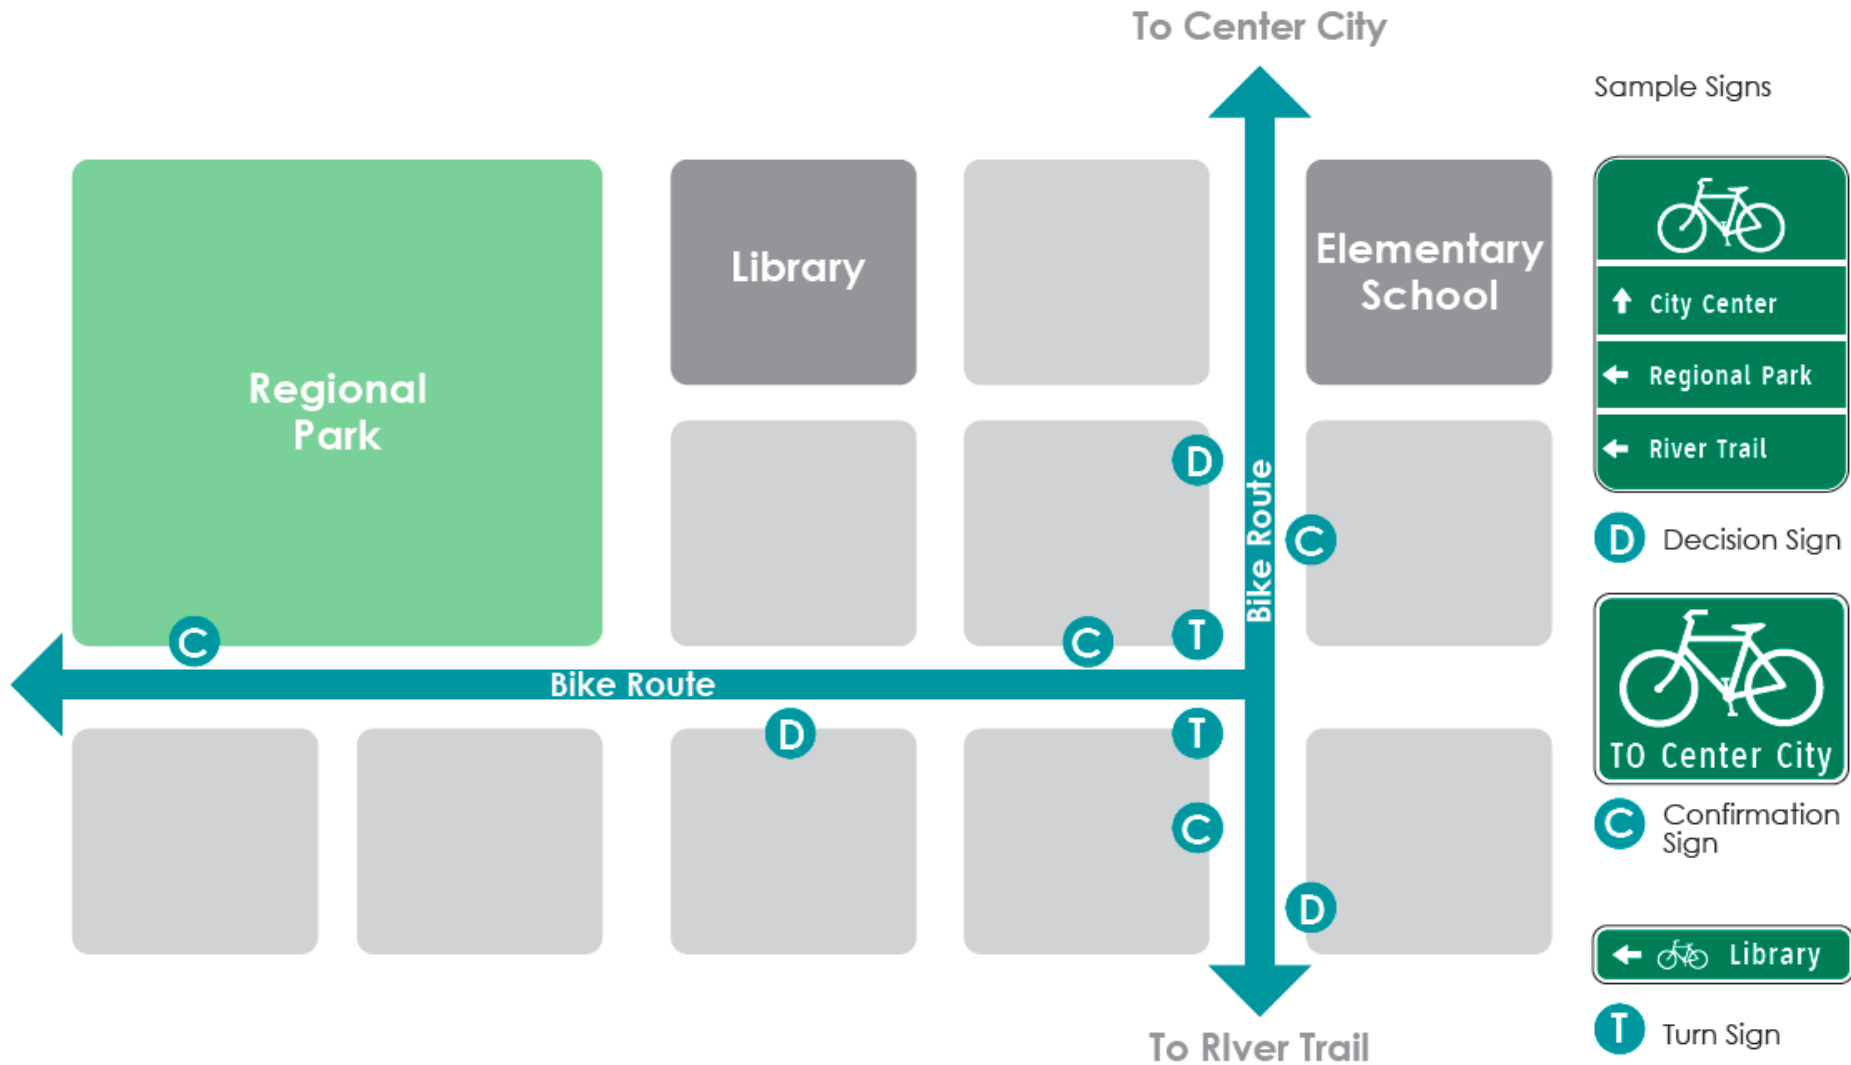 To Center City
Sample Signs
Regional
Park
Library
Elementary
School
City Center
Regional Park
River Trail
D
D Decision Sign
Bike Route
C
TO Center City
C
C
T
Bike Route
D
T
C
C Confirmation
Sign
D
Library
T Turn Sign
To RIver Trail